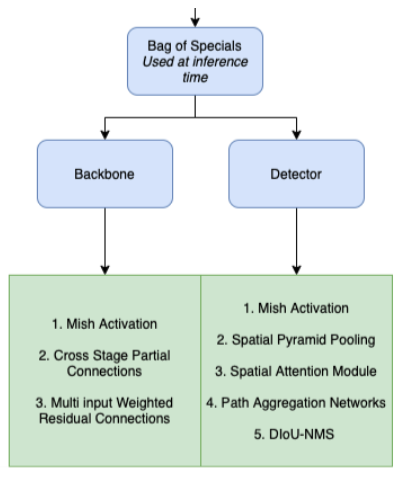 Bag of Specials
Used at inference
time
Backbone
Detector
1. Mish Activation
2. Cross Stage Partial
Connections
3. Multi input Weighted
Residual Connections
1. Mish Activation
2. Spatial Pyramid Pooling
3. Spatial Attention Module
4. Path Aggregation Networks
5. DIoU-NMS